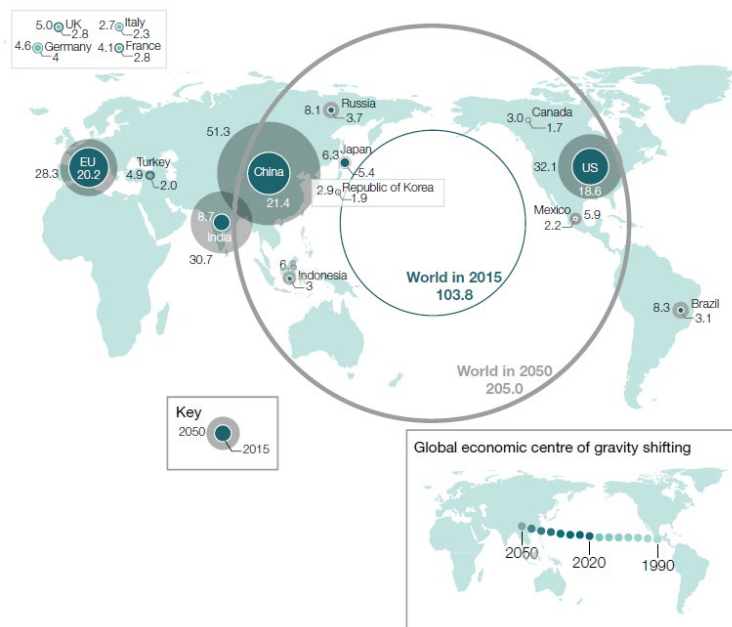 5.0 UK 2.8
2.7 Italy 2.3
4.6 Germany 4
4.1 France 2.8
8.1 Russia 3.7
3.0 Canada 1.7
51.3
China
21.4
6.3 Japan 5.4
EU
20.2
28.3
Turkey
4.9
2.0
32.1
US
18.6
2.9 Republic of Korea 1.9
8.7
India
30.7
Mexico 5.9
2.2
6.4 Indonesia
3
World in 2015
103.8
8.3 Brazil
3.1
World in 2050
205.0
Key
2050
2015
Global economic centre of gravity shifting
2050
2020
1990